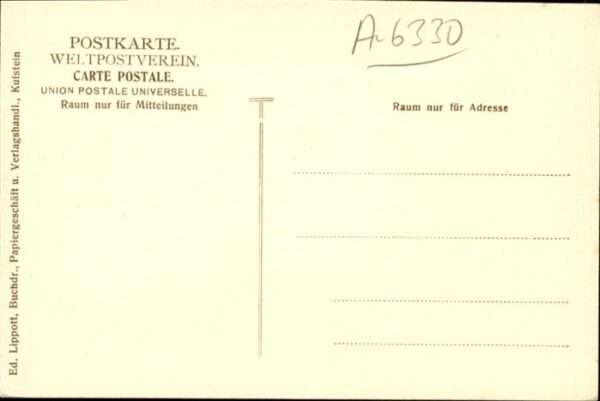 POSTKARTE.
WELTPOSTVEREIN.
CARTE POSTALE.
UNION POSTALE UNIVERSELLE.
Raum nur für Mitteilungen
A-6330
Raum nur für Adresse
Ed. Lippott, Buchdr., Papiergeschäft u. Verlagshandl., Kufstein